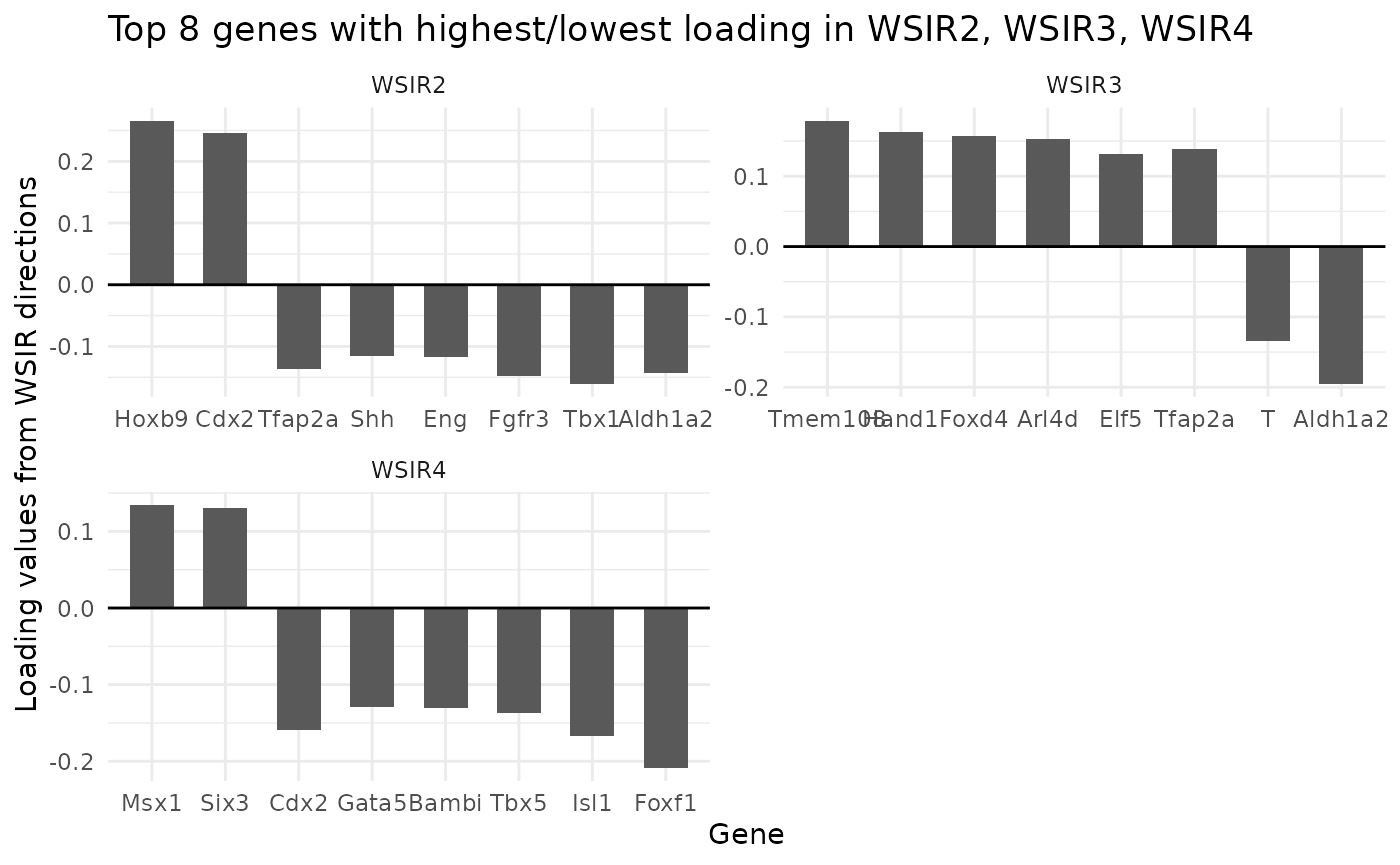 Top 8 genes with highest/lowest loading in WSIR2, WSIR3, WSIR4
WSIR2
0.2
0.1
0.0
-0.1
Hoxb9 Cdx2 Tfap2a Shh Eng Fgfr3 Tbx1 Aldh1a2
WSIR3
0.1
0.0
-0.1
-0.2
Tmem108 Hand1 Foxd4 Arl4d Elf5 Tfap2a T Aldh1a2
WSIR4
0.1
0.0
-0.1
-0.2
Msx1 Six3 Cdx2 Gata5 Bambi Tbx5 Isl1 Foxf1
Loading values from WSIR directions
Gene